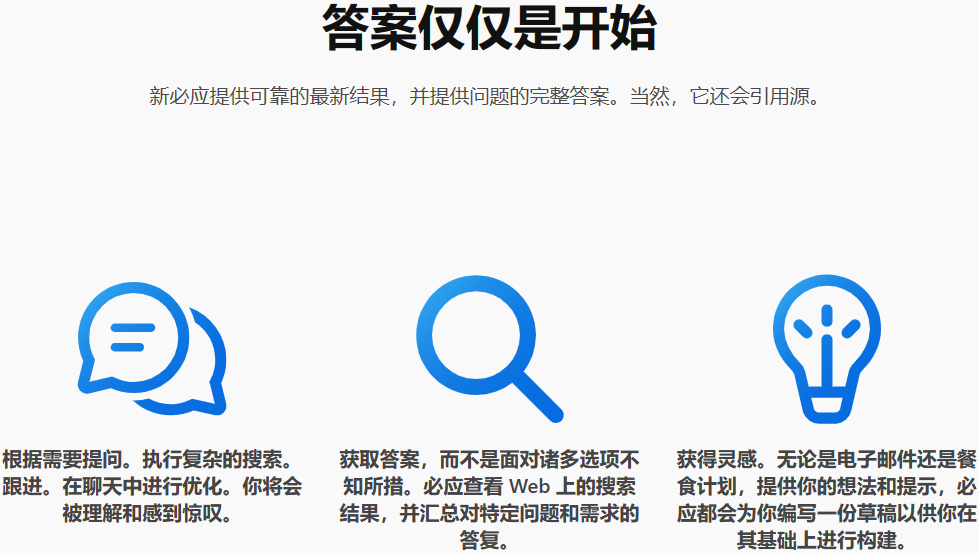 答案仅仅是开始
新必应提供可靠的最新结果，并提供问题的完整答案。当然，它还会引用源。
根据需要提问。执行复杂的搜索。
跟进。在聊天中进行优化。你将会
被理解和感到惊叹。
获取答案，而不是面对诸多选项不
知所措。必应查看 Web 上的搜索
结果，并汇总对特定问题和需求的
答复。
获得灵感。无论是电子邮件还是餐
食计划，提供你的想法和提示，必
应都会为你编写一份草稿以供你在
其基础上进行构建。